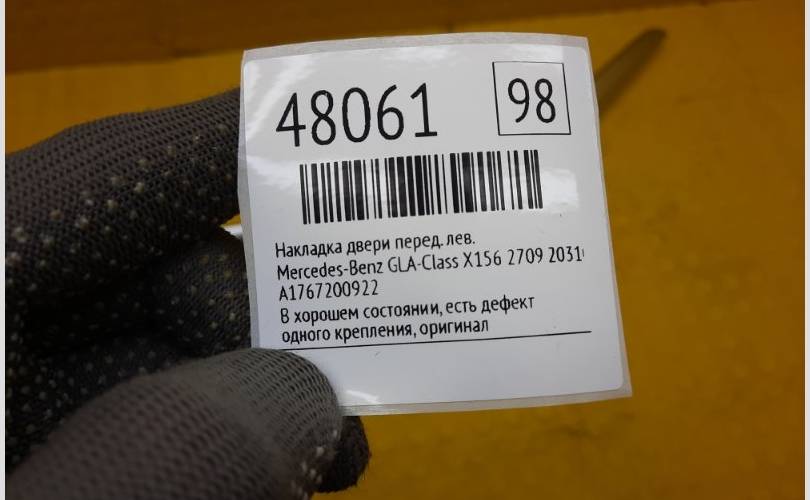 48061
98
Накладка двери перед. лев.
Mercedes-Benz GLA-Class X156 2709 2031
A1767200922
В хорошем состоянии, есть дефект
одного крепления, оригинал